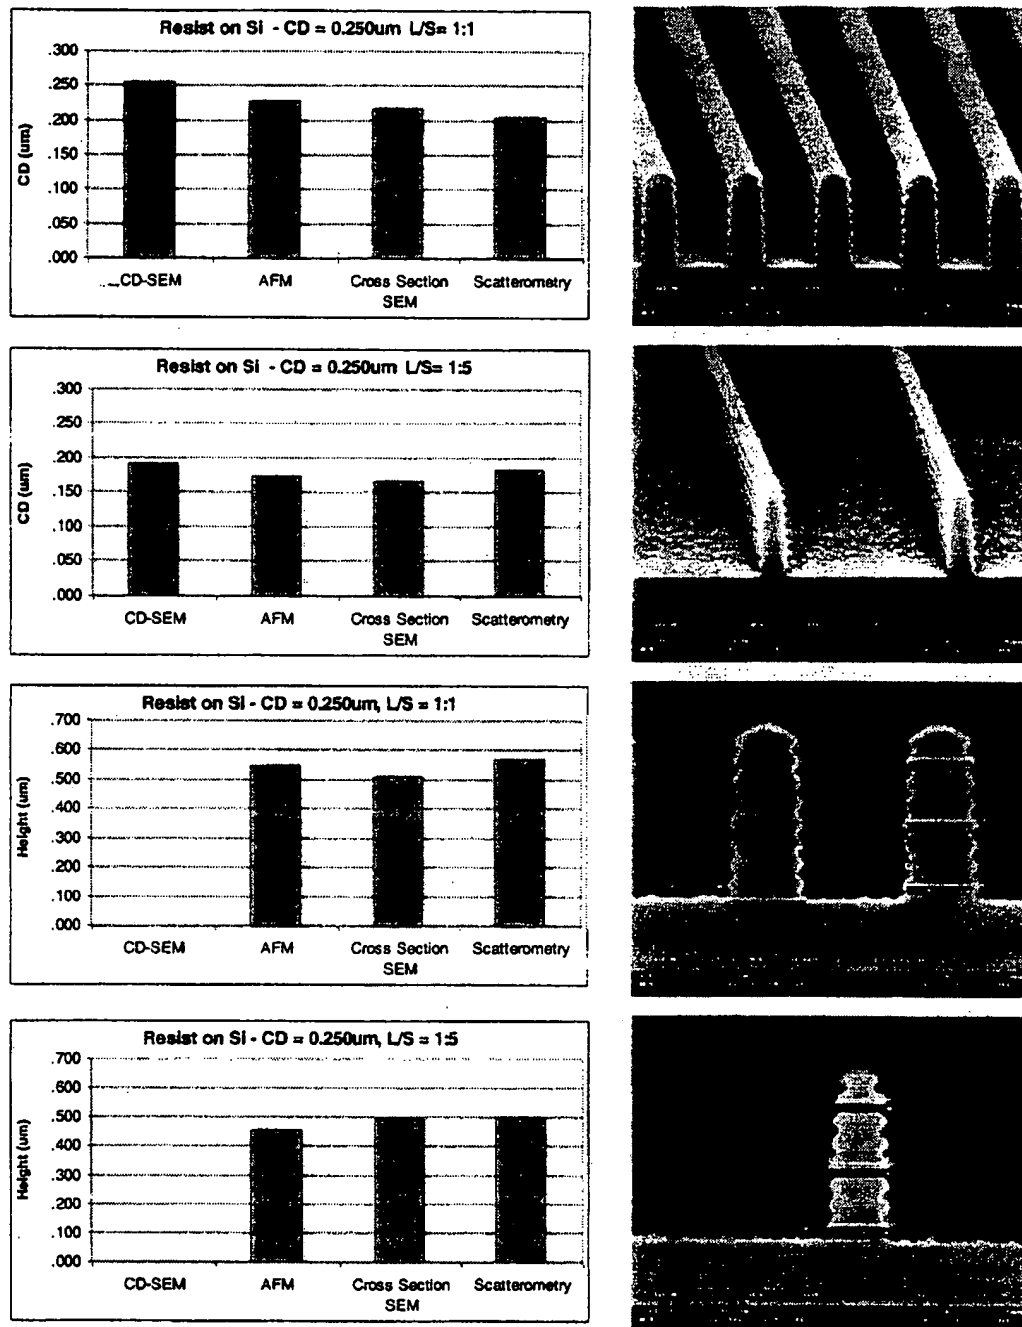 Resist on Si - CD = 0.250um L/S= 1:1
CD (um)
.300
.250
.200
.150
.100
.050
.000
CD-SEM AFM Cross Section Scatterometry
SEM
Resist on Si - CD = 0.250um L/S= 1:5
CD (um)
.300
.250
.200
.150
.100
.050
.000
CD-SEM AFM Cross Section Scatterometry
SEM
Resist on Si - CD = 0.250um, L/S = 1:1
Height (um)
.700
.600
.500
.400
.300
.200
.100
.000
CD-SEM AFM Cross Section Scatterometry
SEM
Resist on Si - CD = 0.250um, L/S = 1:5
Height (um)
.700
.600
.500
.400
.300
.200
.100
.000
CD-SEM AFM Cross Section Scatterometry
SEM